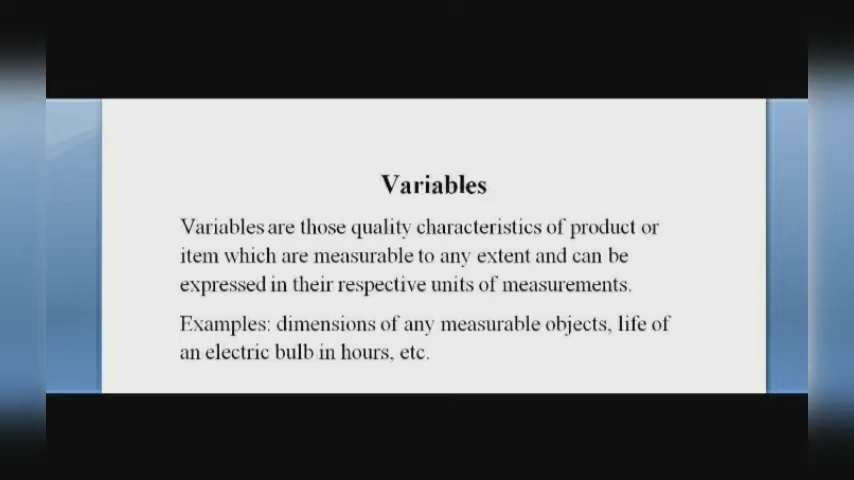 Variables
Variables are those quality characteristics of product or
item which are measurable to any extent and can be
expressed in their respective units of measurements.
Examples: dimensions of any measurable objects, life of
an electric bulb in hours, etc.